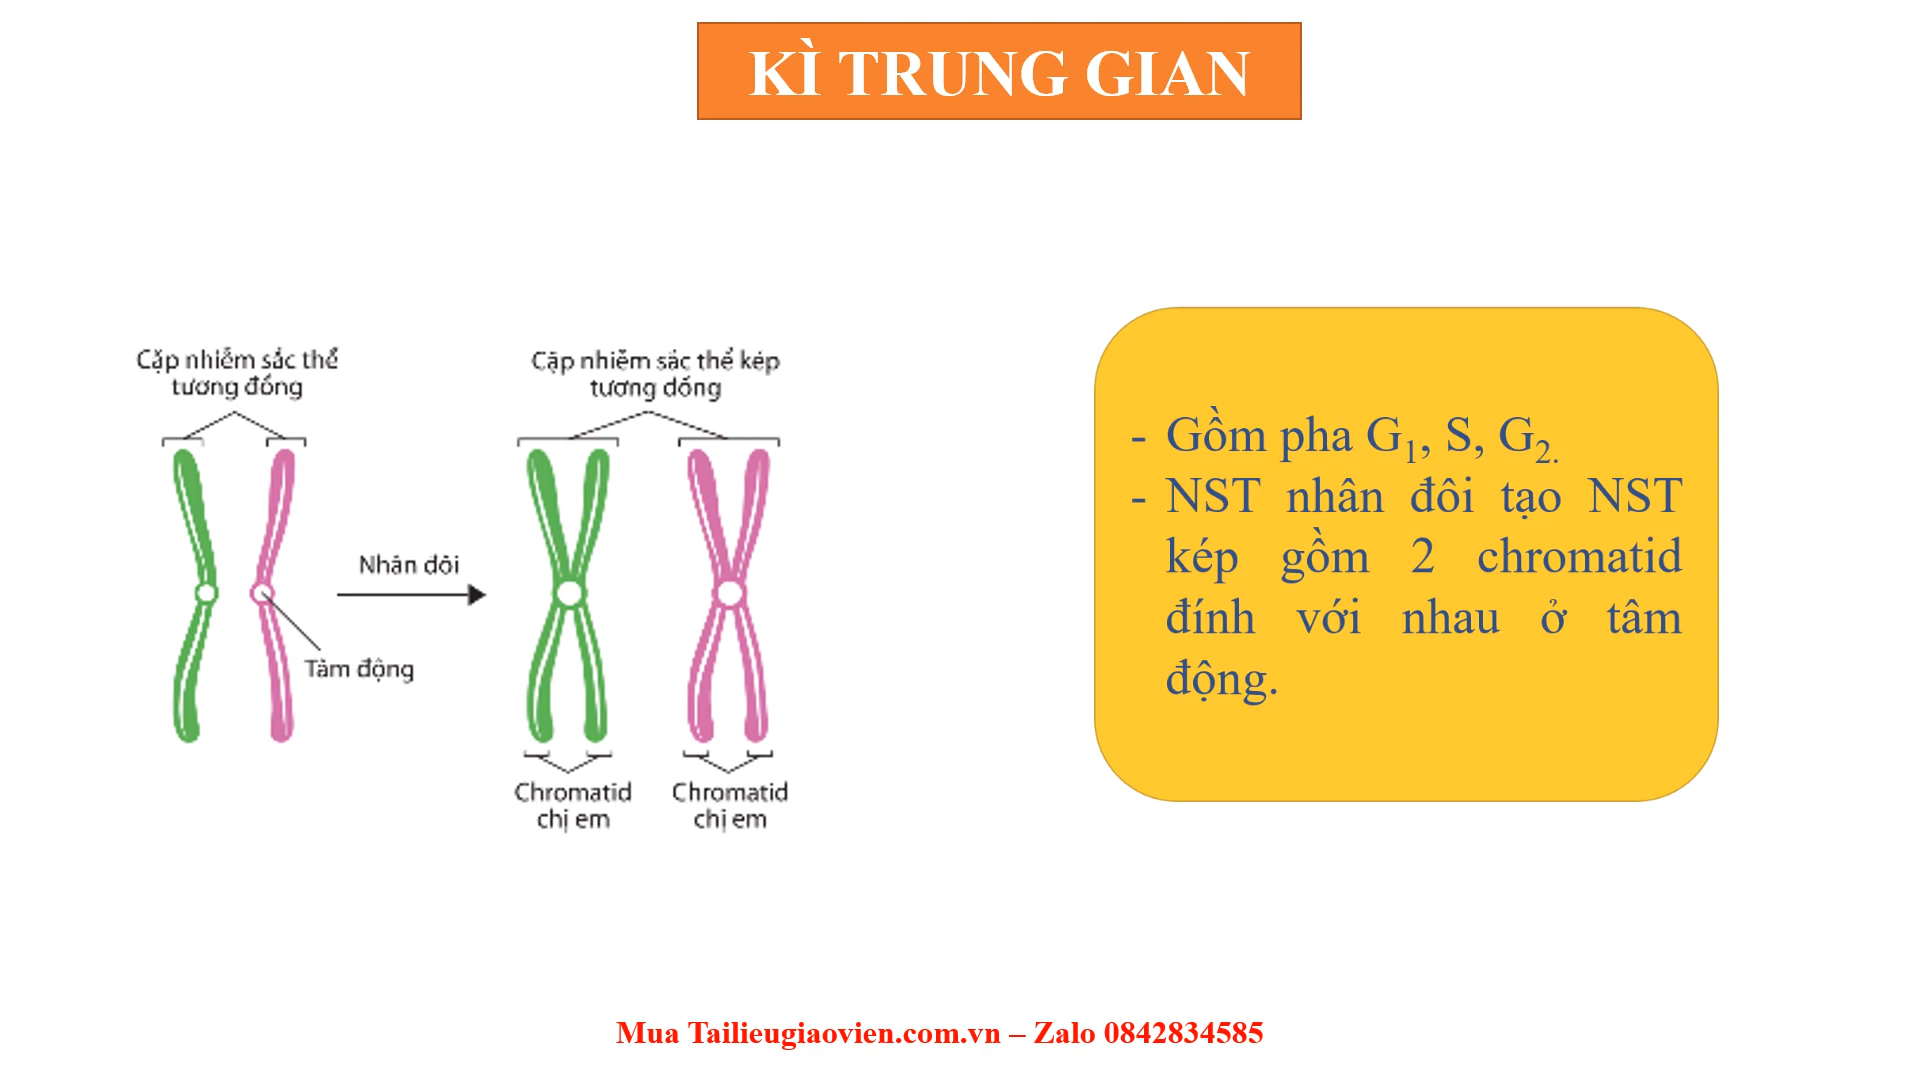 KÌ TRUNG GIAN
Cặp nhiễm sắc thể
tương đồng
Cặp nhiễm sắc thể kép
tương đồng
Nhân đôi
Tâm động
Chromatid
chị em
Chromatid
chị em
- Gồm pha G₁, S, G₂.
- NST nhân đôi tạo NST
kép gồm 2 chromatid
đính với nhau ở tâm
động.
Mua Tailieugiaovien.com.vn – Zalo 0842834585